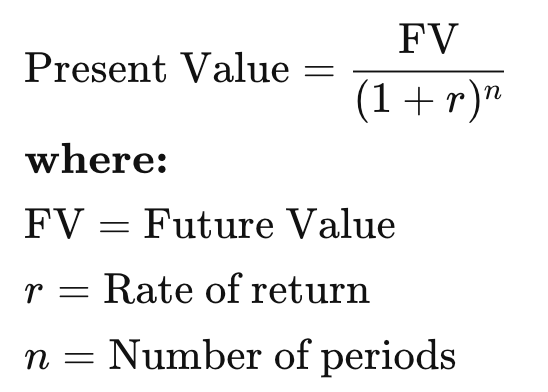 Present Value = FV / (1 + r)^n
where:
FV = Future Value
r = Rate of return
n = Number of periods